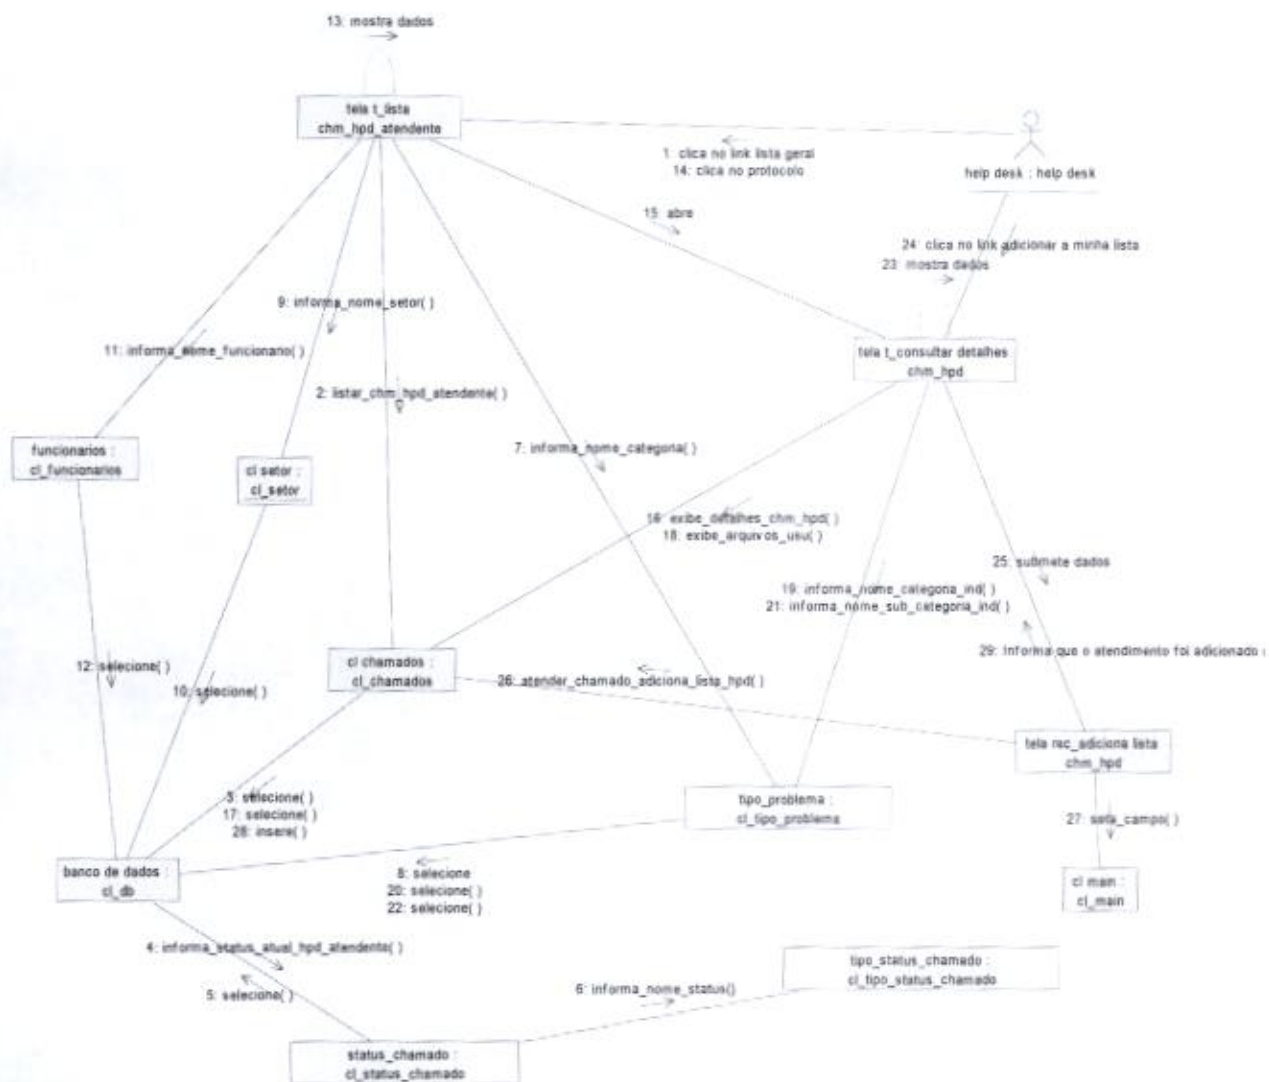 13: mostra dados
tela t_lista
chm_hpd_atendente
1: clica no link lista geral
14: clica no protocolo
help desk : help desk
15: abre
24: clica no link adicionar a minha lista
23: mostra dados
9: informa_nome_setor( )
11: informa_nome_funcionario( )
tela t_consultar detalhes
chm_hpd
2: listar_chm_hpd_atendente( )
7: informa_nome_categoria( )
funcionarios :
cl_funcionarios
cl setor :
cl_setor
16: exibe_detalhes_chm_hpd( )
18: exibe_arquivos_usu( )
25: submete dados
19: informa_nome_categoria_ind( )
21: informa_nome_sub_categoria_ind( )
29: Informa que o atendimento foi adicionado :
12: selecione( )
10: selecione( )
cl chamados :
cl_chamados
26: atender_chamado_adiciona_lista_hpd( )
tela rec_adiciona lista
chm_hpd
3: selecione( )
17: selecione( )
28: insere( )
tipo_problema :
cl_tipo_problema
27: seta_campo( )
banco de dados :
cl_db
8: selecione
20: selecione( )
22: selecione( )
cl main :
cl_main
4: informa_status_atual_hpd_atendente( )
5: selecione( )
6: informa_nome_status()
tipo_status_chamado :
cl_tipo_status_chamado
status_chamado :
cl_status_chamado